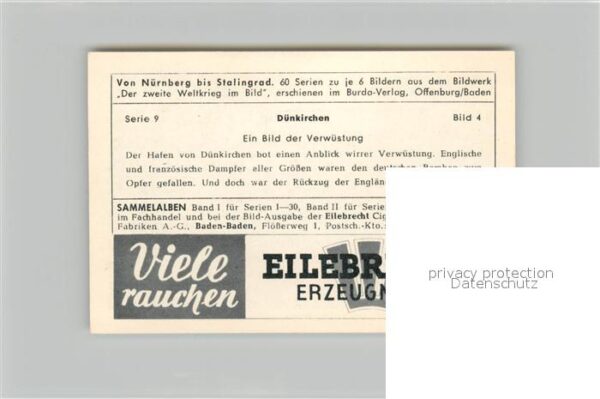 Von Nürnberg bis Stalingrad. 60 Serien zu je 6 Bildern aus dem Bildwerk
„Der zweite Weltkrieg im Bild", erschienen im Burda-Verlag, Offenburg/Baden
Serie 9 Dünkirchen Bild 4
Ein Bild der Verwüstung
Der Hafen von Dünkirchen bot einen Anblick wirrer Verwüstung. Englische
und französische Dampfer aller Größen waren den deutschen Bomben zum
Opfer gefallen. Und doch war der Rückzug der Englän
SAMMELALBEN Band I für Serien 1—30, Band II für Serie
im Fachhandel und bei der Bild-Ausgabe der Eilebrecht Cig
Fabriken A.-G., Baden-Baden, Flößerweg 1, Postsch.-Kto.
Viele
rauchen
EILEBR
ERZEUGN
privacy protection
Datenschutz